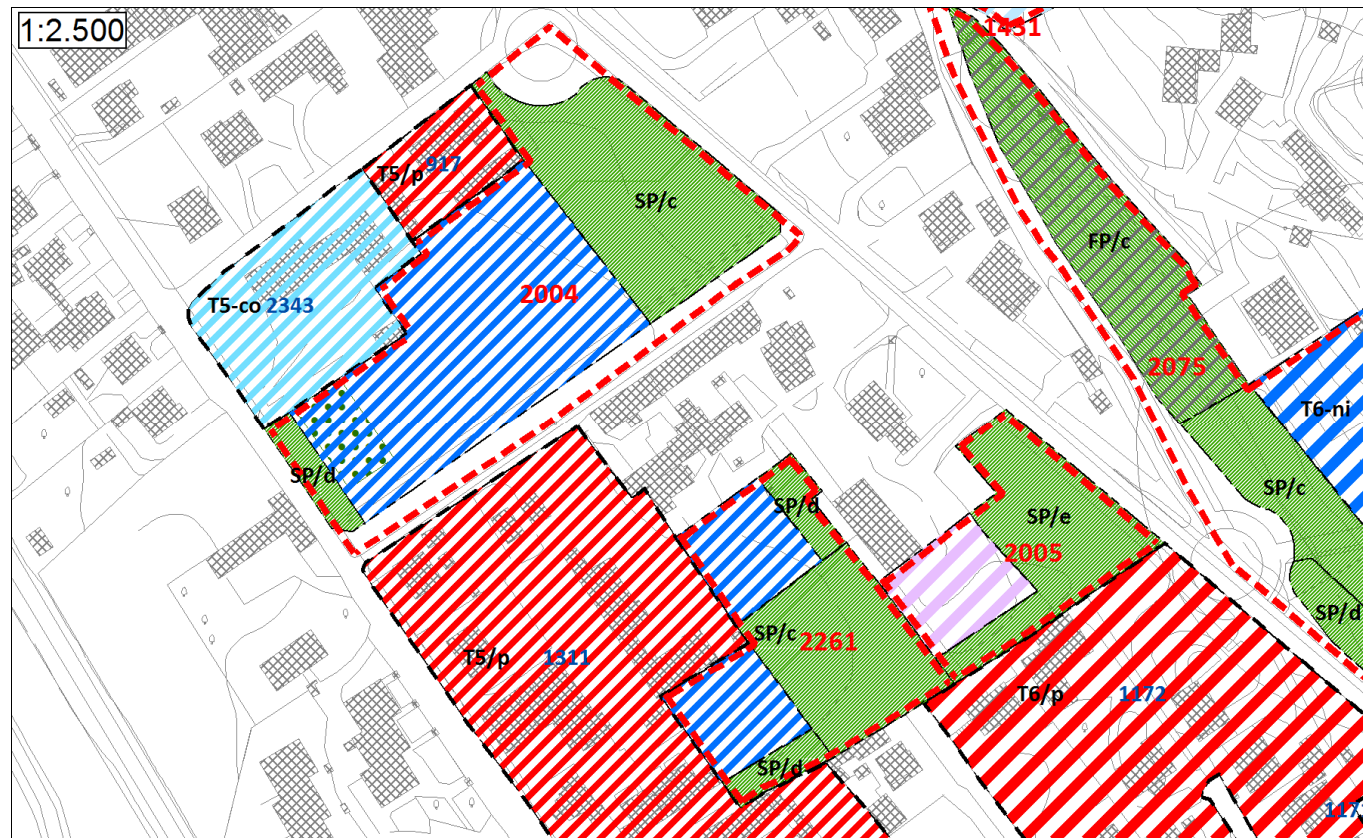 1:2.500
1431
T5/p 917
SP/c
FP/c
T5-co 2343
2004
2075
T6-ni
SP/d
SP/d
SP/e
SP/c
2005
SP/d
SP/c 2261
T5/p 1311
T6/p 1172
SP/d